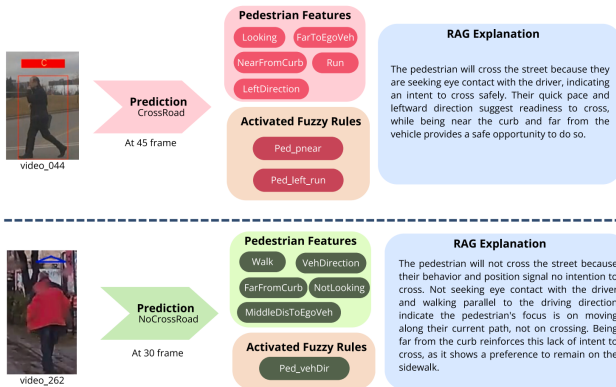 C
video_044
Prediction
CrossRoad
At 45 frame
Pedestrian Features
Looking
FarToEgoVeh
NearFromCurb
Run
LeftDirection
Activated Fuzzy Rules
Ped_pnear
Ped_left_run
RAG Explanation
The pedestrian will cross the street because they
are seeking eye contact with the driver, indicating
an intent to cross safely. Their quick pace and
leftward direction suggest readiness to cross,
while being near the curb and far from the
vehicle provides a safe opportunity to do so.
video_262
Prediction
NoCrossRoad
At 30 frame
Pedestrian Features
Walk
VehDirection
FarFromCurb
NotLooking
MiddleDisToEgoVeh
Activated Fuzzy Rules
Ped_vehDir
RAG Explanation
The pedestrian will not cross the street because
their behavior and position signal no intention to
cross. Not seeking eye contact with the driver
and walking parallel to the driving direction
indicate the pedestrian's focus is on moving
along their current path, not on crossing. Being
far from the curb reinforces this lack of intent to
cross, as it shows a preference to remain on the
sidewalk.